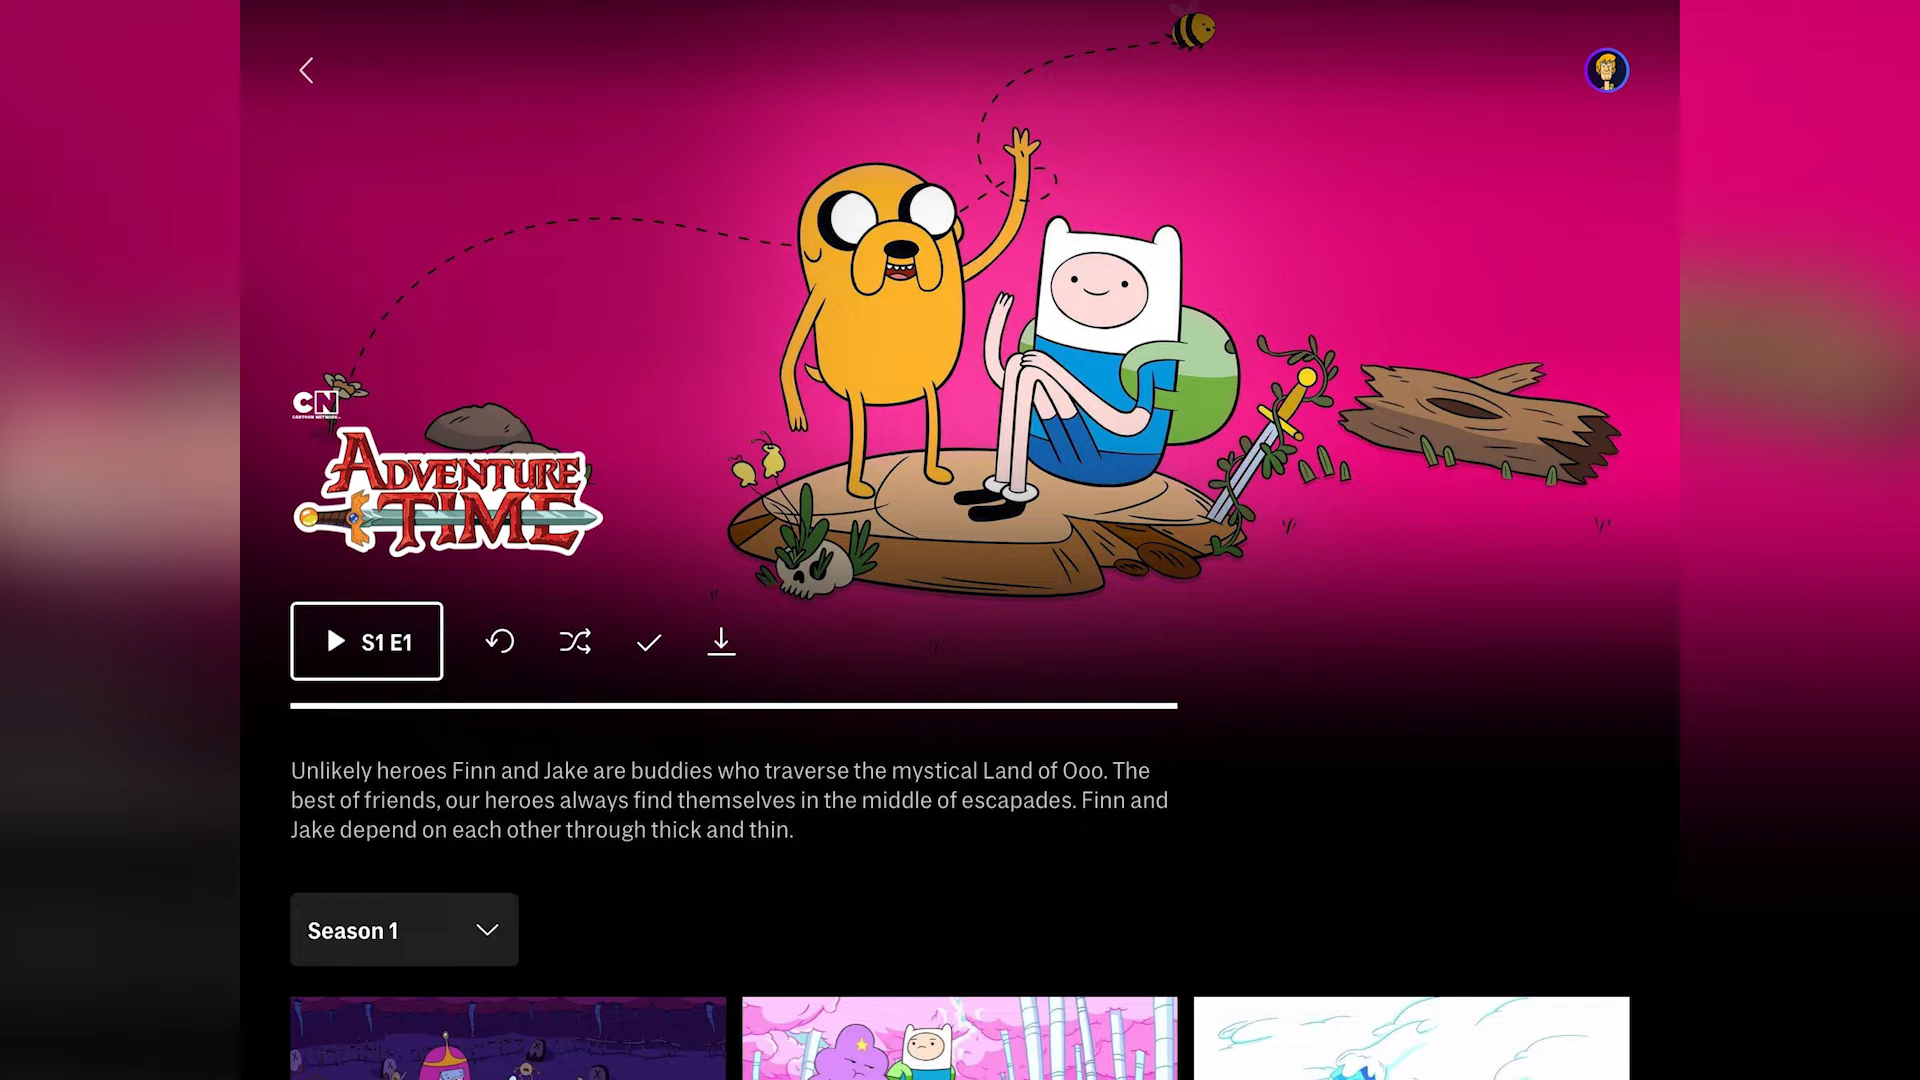 CN
CARTOON NETWORK
ADVENTURE
TIME
S1 E1
Unlikely heroes Finn and Jake are buddies who traverse the mystical Land of Ooo. The
best of friends, our heroes always find themselves in the middle of escapades. Finn and
Jake depend on each other through thick and thin.
Season 1